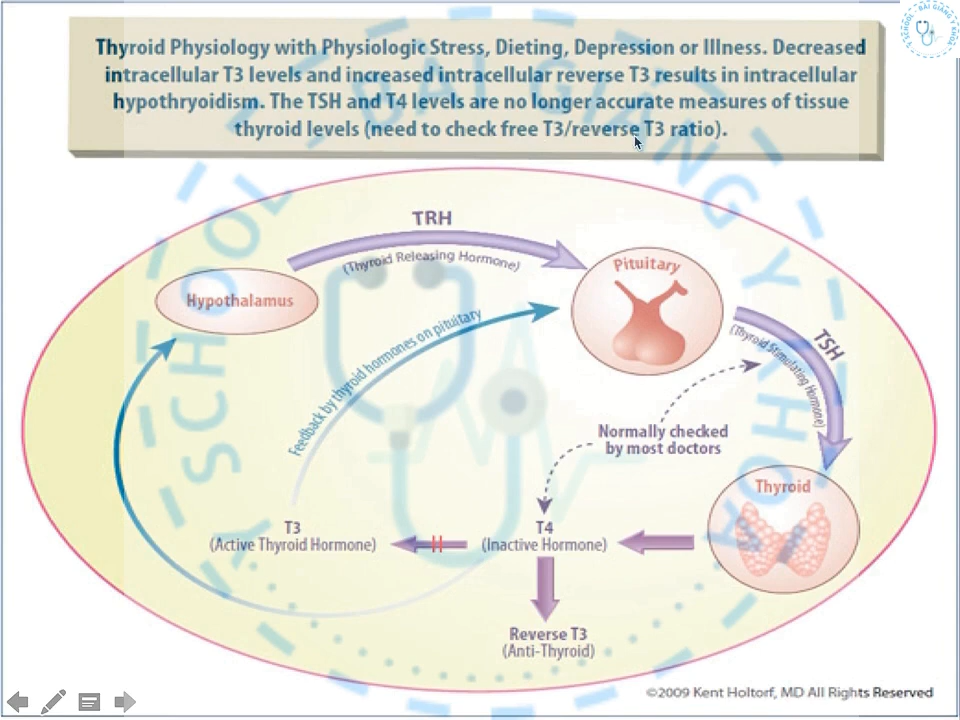 Thyroid Physiology with Physiologic Stress, Dieting, Depression or Illness. Decreased
intracellular T3 levels and increased intracellular reverse T3 results in intracellular
hypothryoidism. The TSH and T4 levels are no longer accurate measures of tissue
thyroid levels (need to check free T3/reverse T3 ratio).
TRH
(Thyroid Releasing Hormone)
Hypothalamus
Pituitary
Feedback by thyroid hormones on pituitary
TSH
(Thyroid Stimulating Hormone)
Normally checked
by most doctors
Thyroid
T3
(Active Thyroid Hormone)
T4
(Inactive Hormone)
Reverse T3
(Anti-Thyroid)
©2009 Kent Holtorf, MD All Rights Reserved